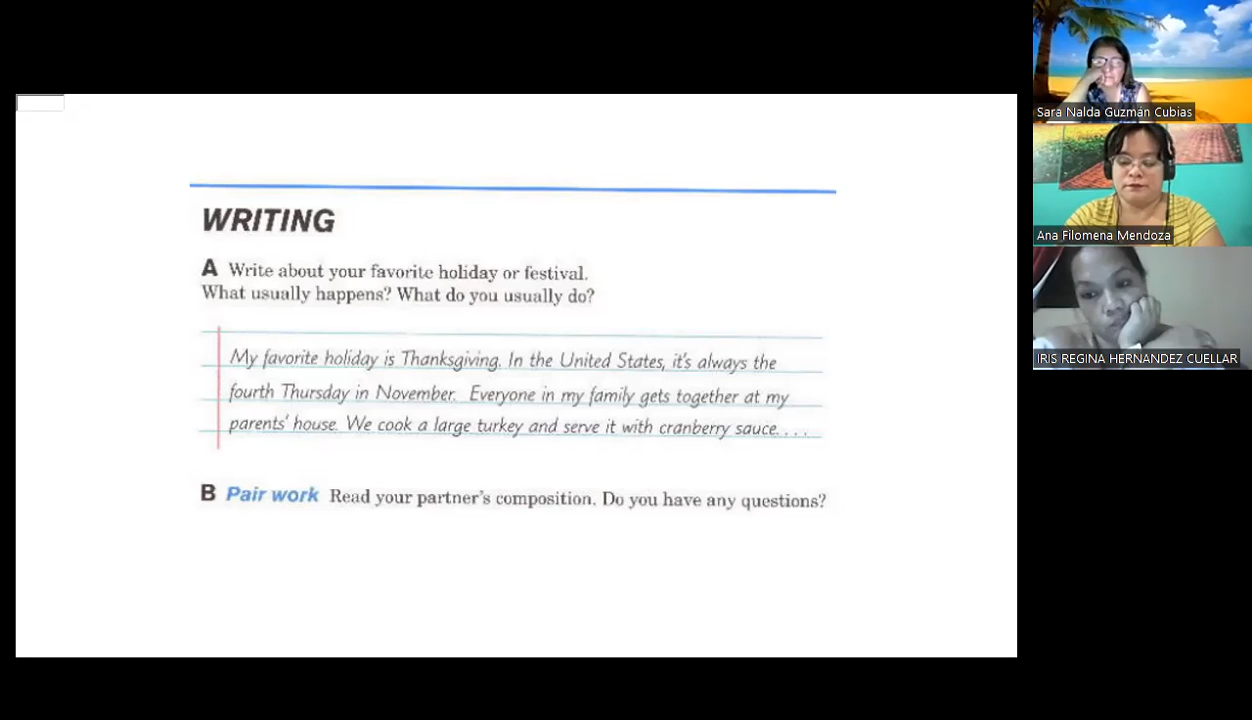 WRITING
A Write about your favorite holiday or festival.
What usually happens? What do you usually do?
My favorite holiday is Thanksgiving. In the United States, it's always the
fourth Thursday in November. Everyone in my family gets together at my
parents' house. We cook a large turkey and serve it with cranberry sauce. . . .
B Pair work Read your partner's composition. Do you have any questions?
Sara Nalda Guzmán Cubias
Ana Filomena Mendoza
IRIS REGINA HERNANDEZ CUELLAR